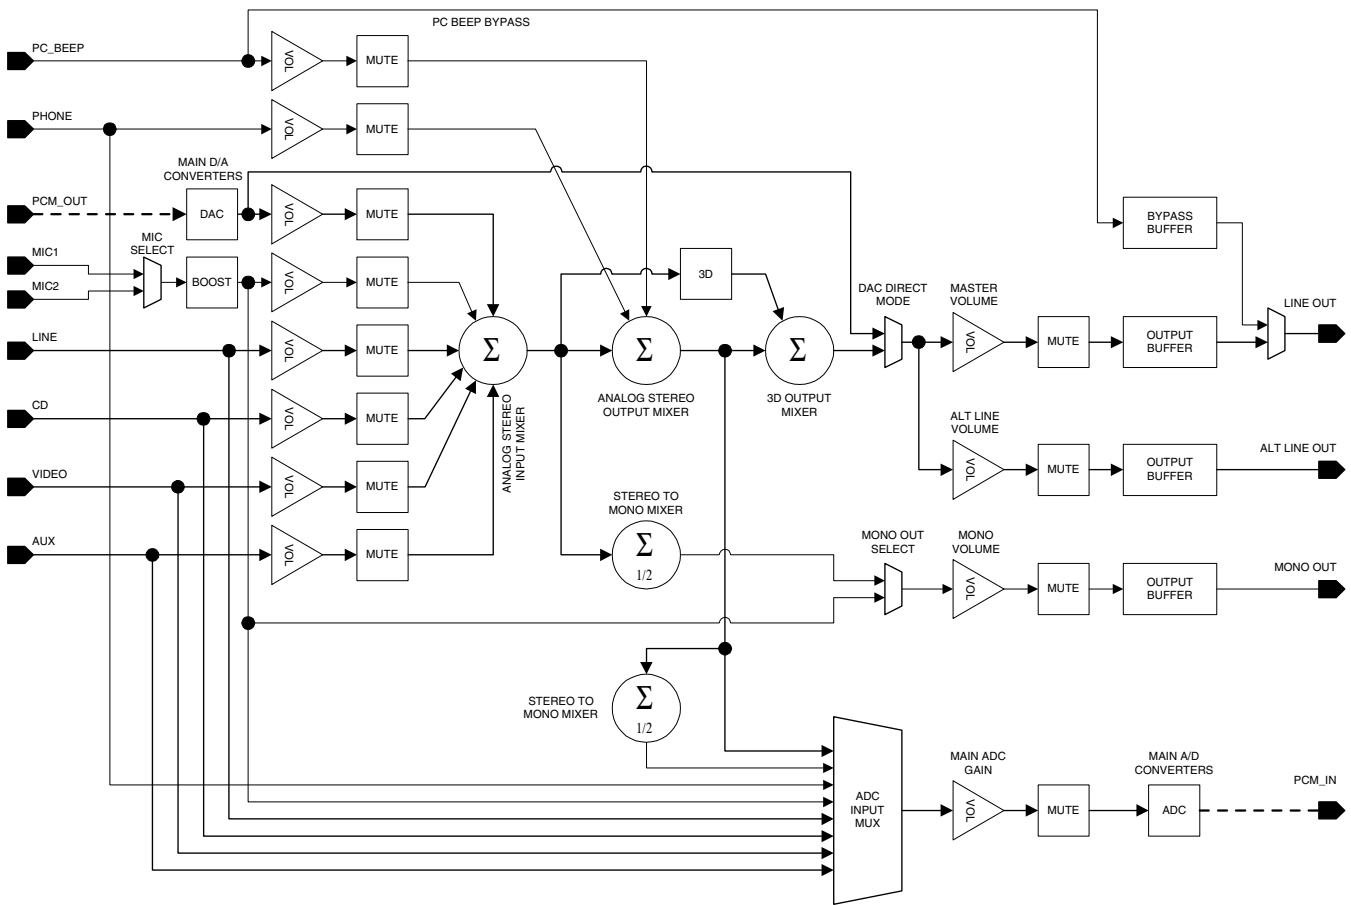 PC BEEP BYPASS
PC_BEEP
VOL
MUTE
PHONE
VOL
MUTE
MAIN D/A
CONVERTERS
PCM_OUT
DAC
VOL
MUTE
BYPASS
BUFFER
MIC1
MIC
SELECT
MIC2
BOOST
VOL
MUTE
3D
DAC DIRECT
MODE
MASTER
VOLUME
LINE OUT
LINE
VOL
MUTE
Σ
ANALOG STEREO
INPUT MIXER
Σ
ANALOG STEREO
OUTPUT MIXER
Σ
3D OUTPUT
MIXER
VOL
MUTE
OUTPUT
BUFFER
CD
VOL
MUTE
ALT LINE
VOLUME
VOL
MUTE
OUTPUT
BUFFER
ALT LINE OUT
VIDEO
VOL
MUTE
STEREO TO
MONO MIXER
Σ
1/2
AUX
VOL
MUTE
MONO OUT
SELECT
MONO
VOLUME
VOL
MUTE
OUTPUT
BUFFER
MONO OUT
STEREO TO
MONO MIXER
Σ
1/2
ADC
INPUT
MUX
MAIN ADC
GAIN
VOL
MUTE
MAIN A/D
CONVERTERS
ADC
PCM_IN